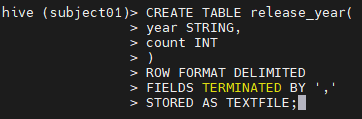 hive (subject01)> CREATE TABLE release_year(
> year STRING,
> count INT
> )
> ROW FORMAT DELIMITED
> FIELDS TERMINATED BY ','
> STORED AS TEXTFILE;